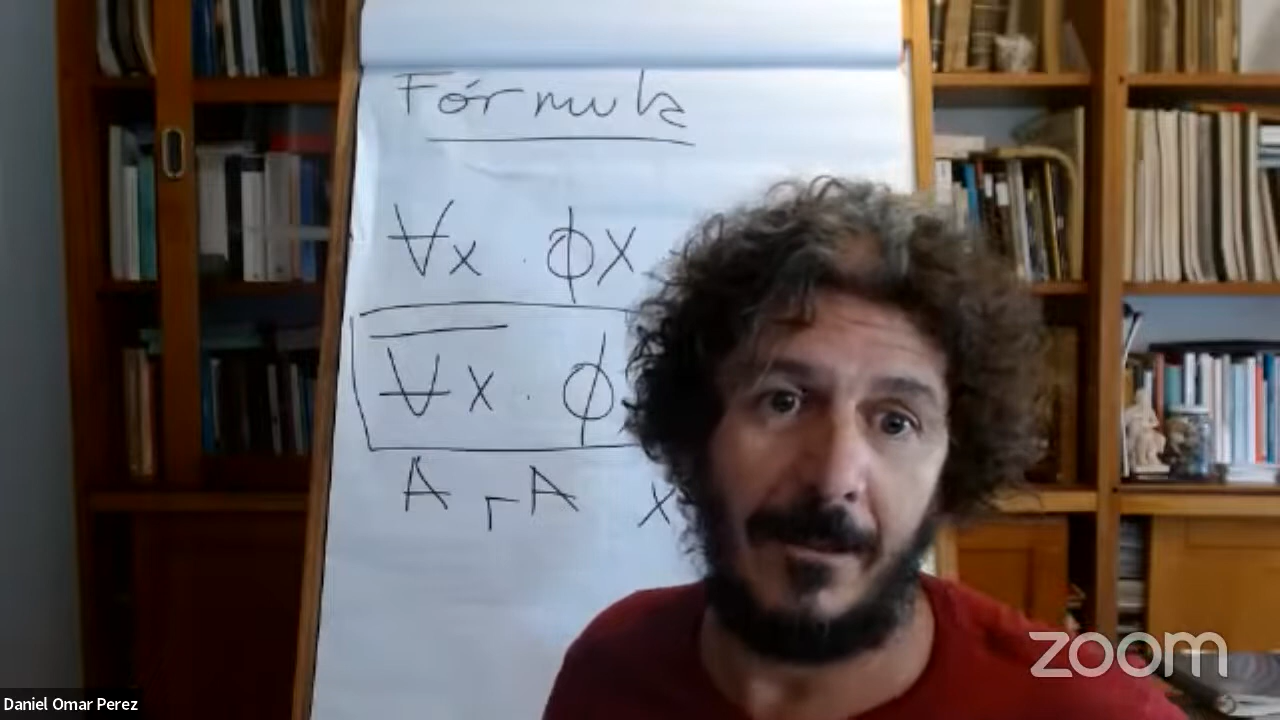 Fórmula
∀x . ϕx
∀̅x̅ . ϕ
A ¬A x
zoom
Daniel Omar Perez